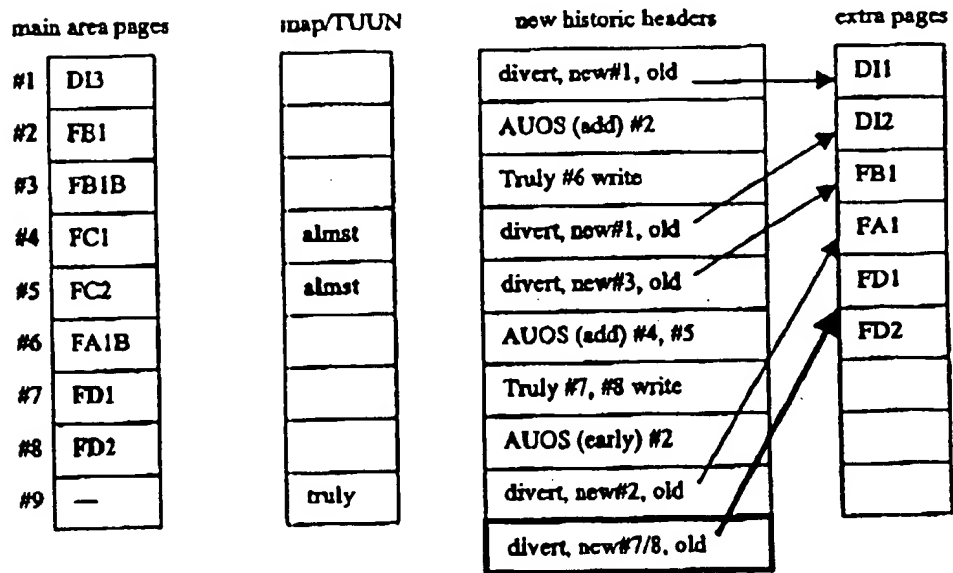 main area pages
map/TUUN
new historic headers
extra pages
#1 DI3
#2 FE1
#3 FB1B
#4 FC1
#5 FC2
#6 FA1B
#7 FD1
#8 FD2
#9 —
almst
almst
truly
divert, new#1, old
AUOS (add) #2
Truly #6 write
divert, new#1, old
divert, new#3, old
AUOS (add) #4, #5
Truly #7, #8 write
AUOS (early) #2
divert, new#2, old
divert, new#7/8, old
DI1
DI2
FB1
FA1
FD1
FD2